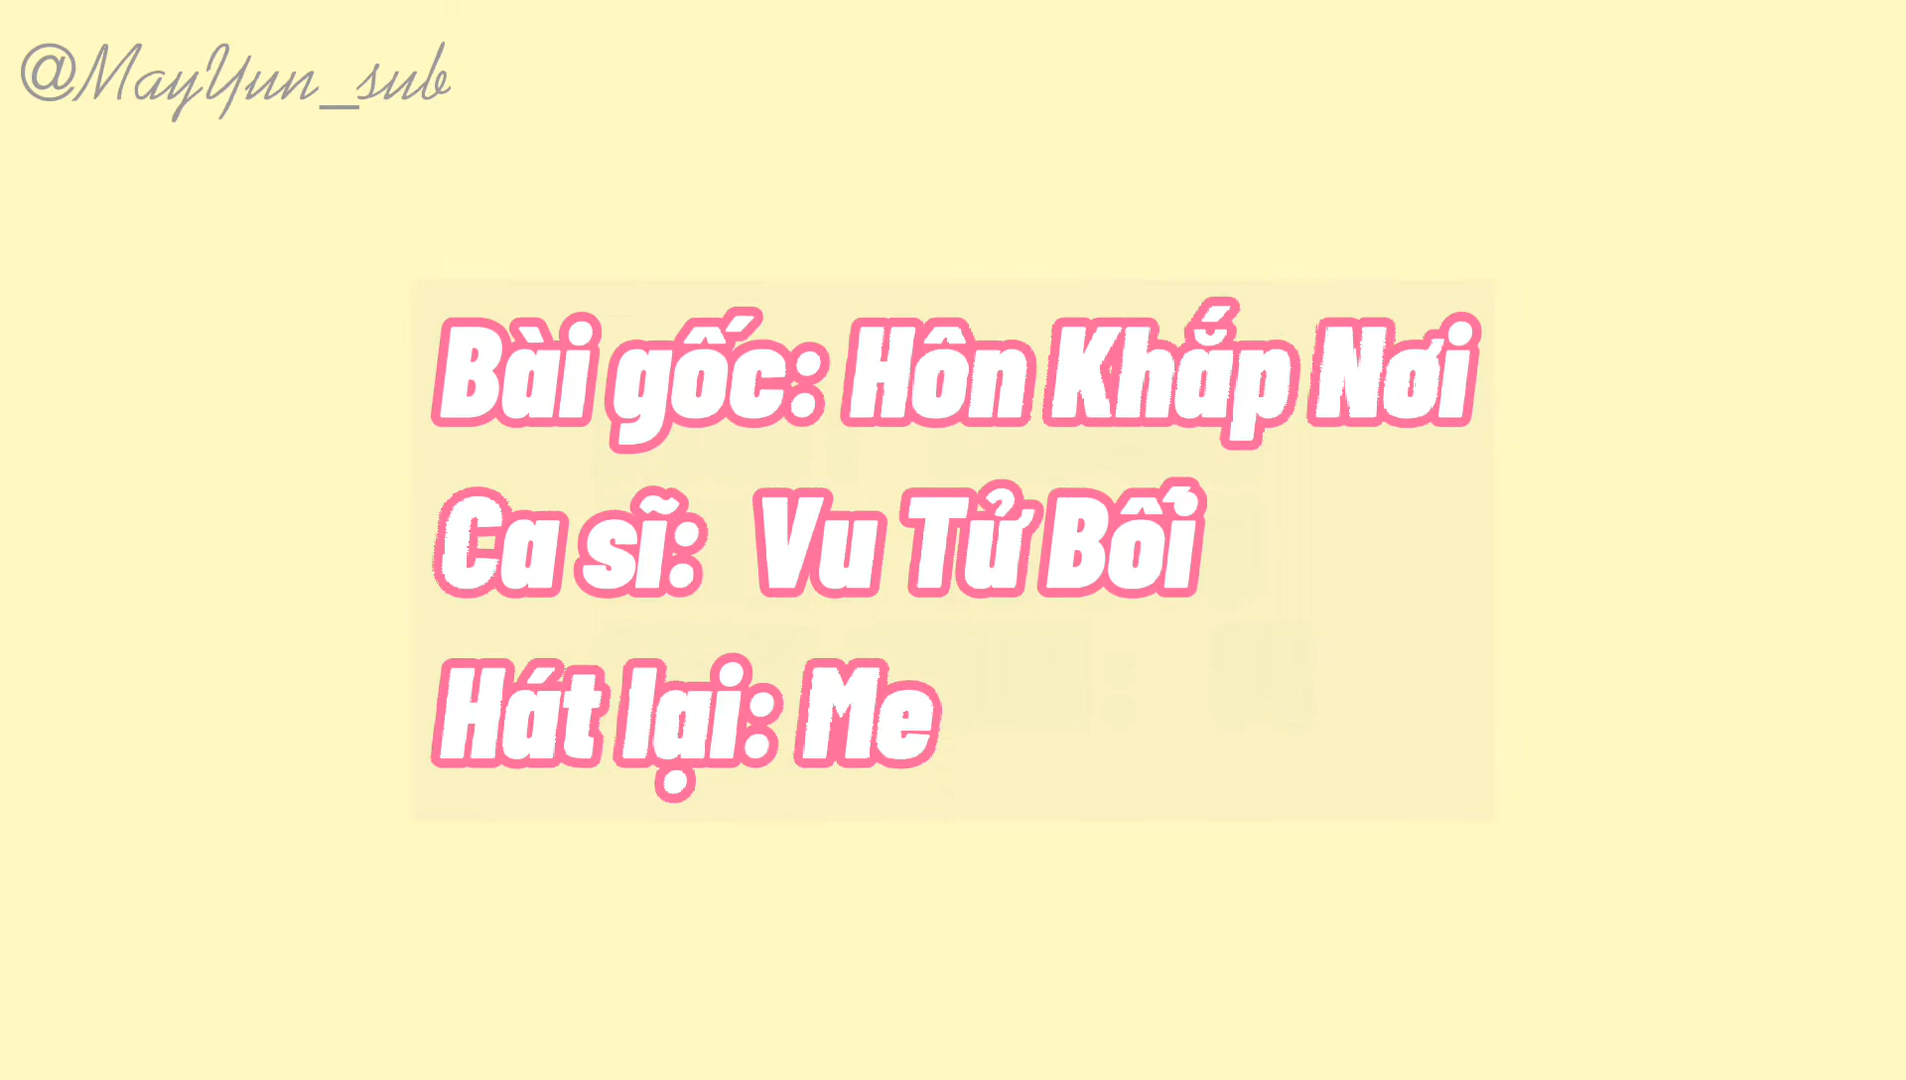 @MayYun_sub
Bài gốc: Hôn Khắp Nơi
Ca sĩ: Vu Tử Bối
Hát lại: Me